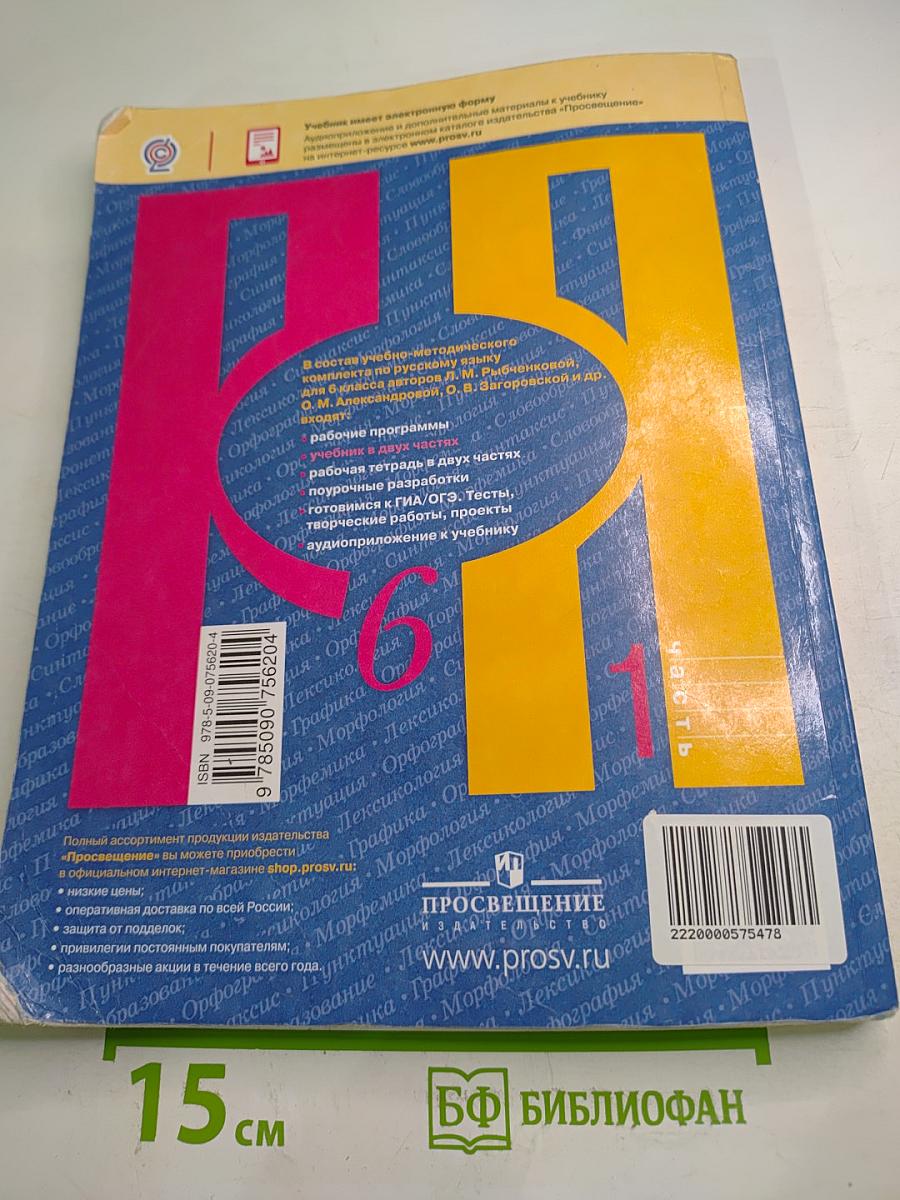 Учебник имеет электронную форму
Аудиоприложение и дополнительные материалы к учебнику
размещены в электронном каталоге издательства «Просвещение»
на интернет-ресурсе www.prosv.ru
РЯ
В состав учебно-методического
комплекта по русскому языку
для 6 класса авторов Л. М. Рыбченковой,
О. М. Александровой, О. В. Загоровской и др.
входят:
рабочие программы
учебник в двух частях
рабочая тетрадь в двух частях
поурочные разработки
готовимся к ГИА/ОГЭ. Тесты,
творческие работы, проекты
аудиоприложение к учебнику
6
1
часть
ISBN 978-5-09-075620-4
9 785090 756204
Полный ассортимент продукции издательства
«Просвещение» вы можете приобрести
в официальном интернет-магазине shop.prosv.ru:
• низкие цены;
• оперативная доставка по всей России;
• защита от подделок;
• привилегии постоянным покупателям;
• разнообразные акции в течение всего года.
ПРОСВЕЩЕНИЕ
ИЗДАТЕЛЬСТВО
www.prosv.ru
2220000575478
15 см
БФ БИБЛИОФАН